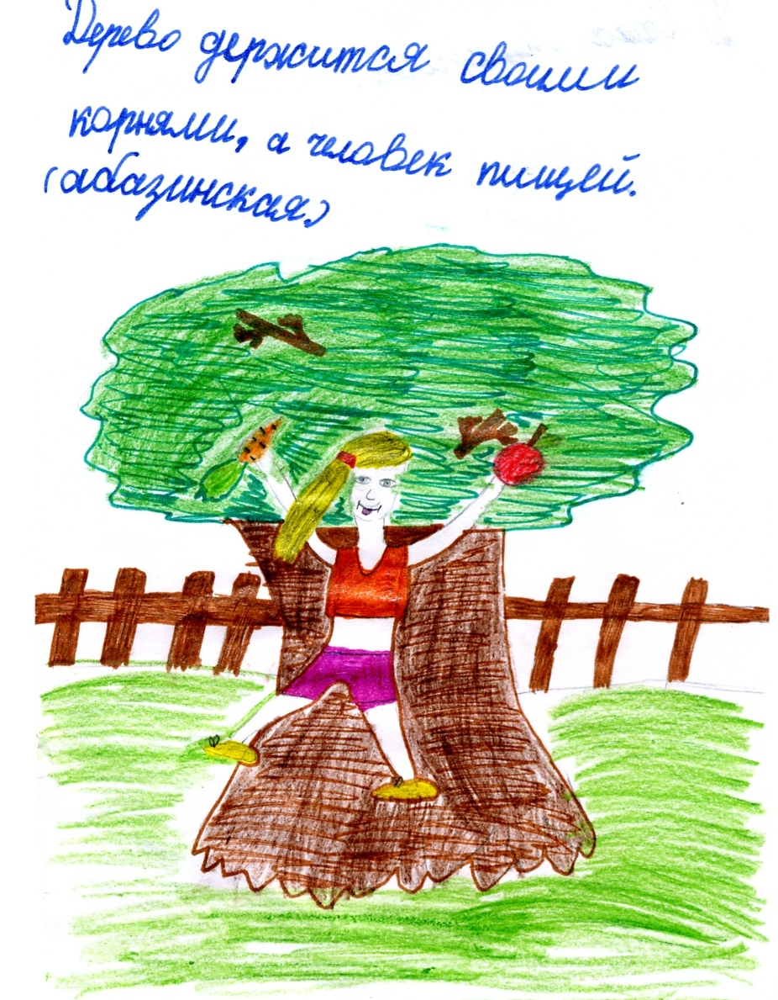 Дерево держится своими
корнями, а человек пищей.
(абазинская)